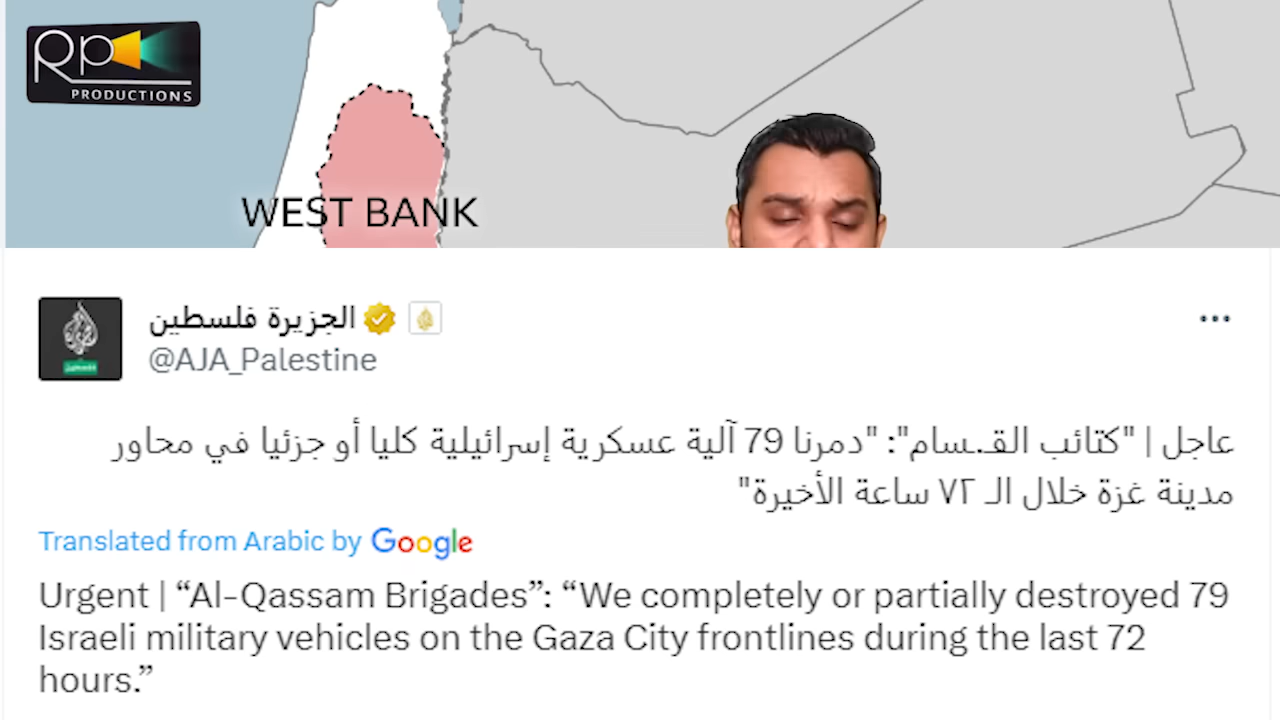 Rp
PRODUCTIONS
WEST BANK
الجزيرة فلسطين
@AJA_Palestine
عاجل | "كتائب القـ.ـسام": "دمرنا 79 آلية عسكرية إسرائيلية كليا أو جزئيا في محاور
مدينة غزة خلال الـ ٧٢ ساعة الأخيرة"
Translated from Arabic by Google
Urgent | “Al-Qassam Brigades”: “We completely or partially destroyed 79
Israeli military vehicles on the Gaza City frontlines during the last 72
hours.”